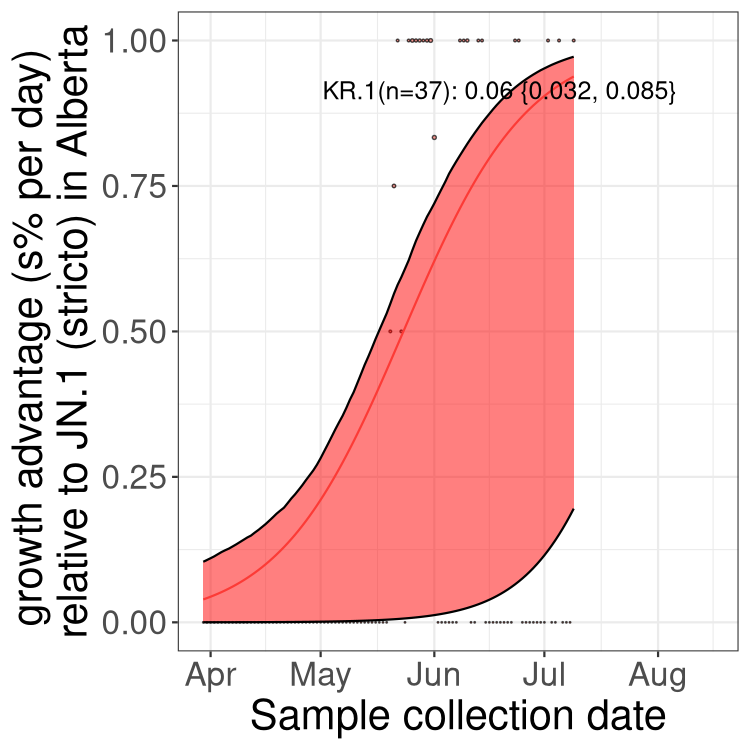 growth advantage (s% per day)
relative to JN.1 (stricto) in Alberta
1.00
0.75
0.50
0.25
0.00
KR.1(n=37): 0.06 {0.032, 0.085}
Apr May Jun Jul Aug
Sample collection date